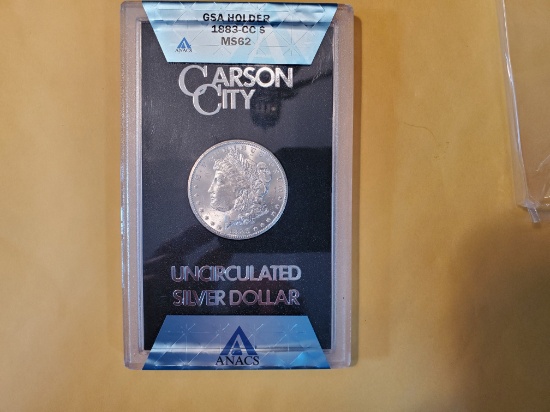 GSA HOLDER
1883-CC $
MS62
ANACS
CARSON
CITY
UNCIRCULATED
SILVER DOLLAR
ANACS